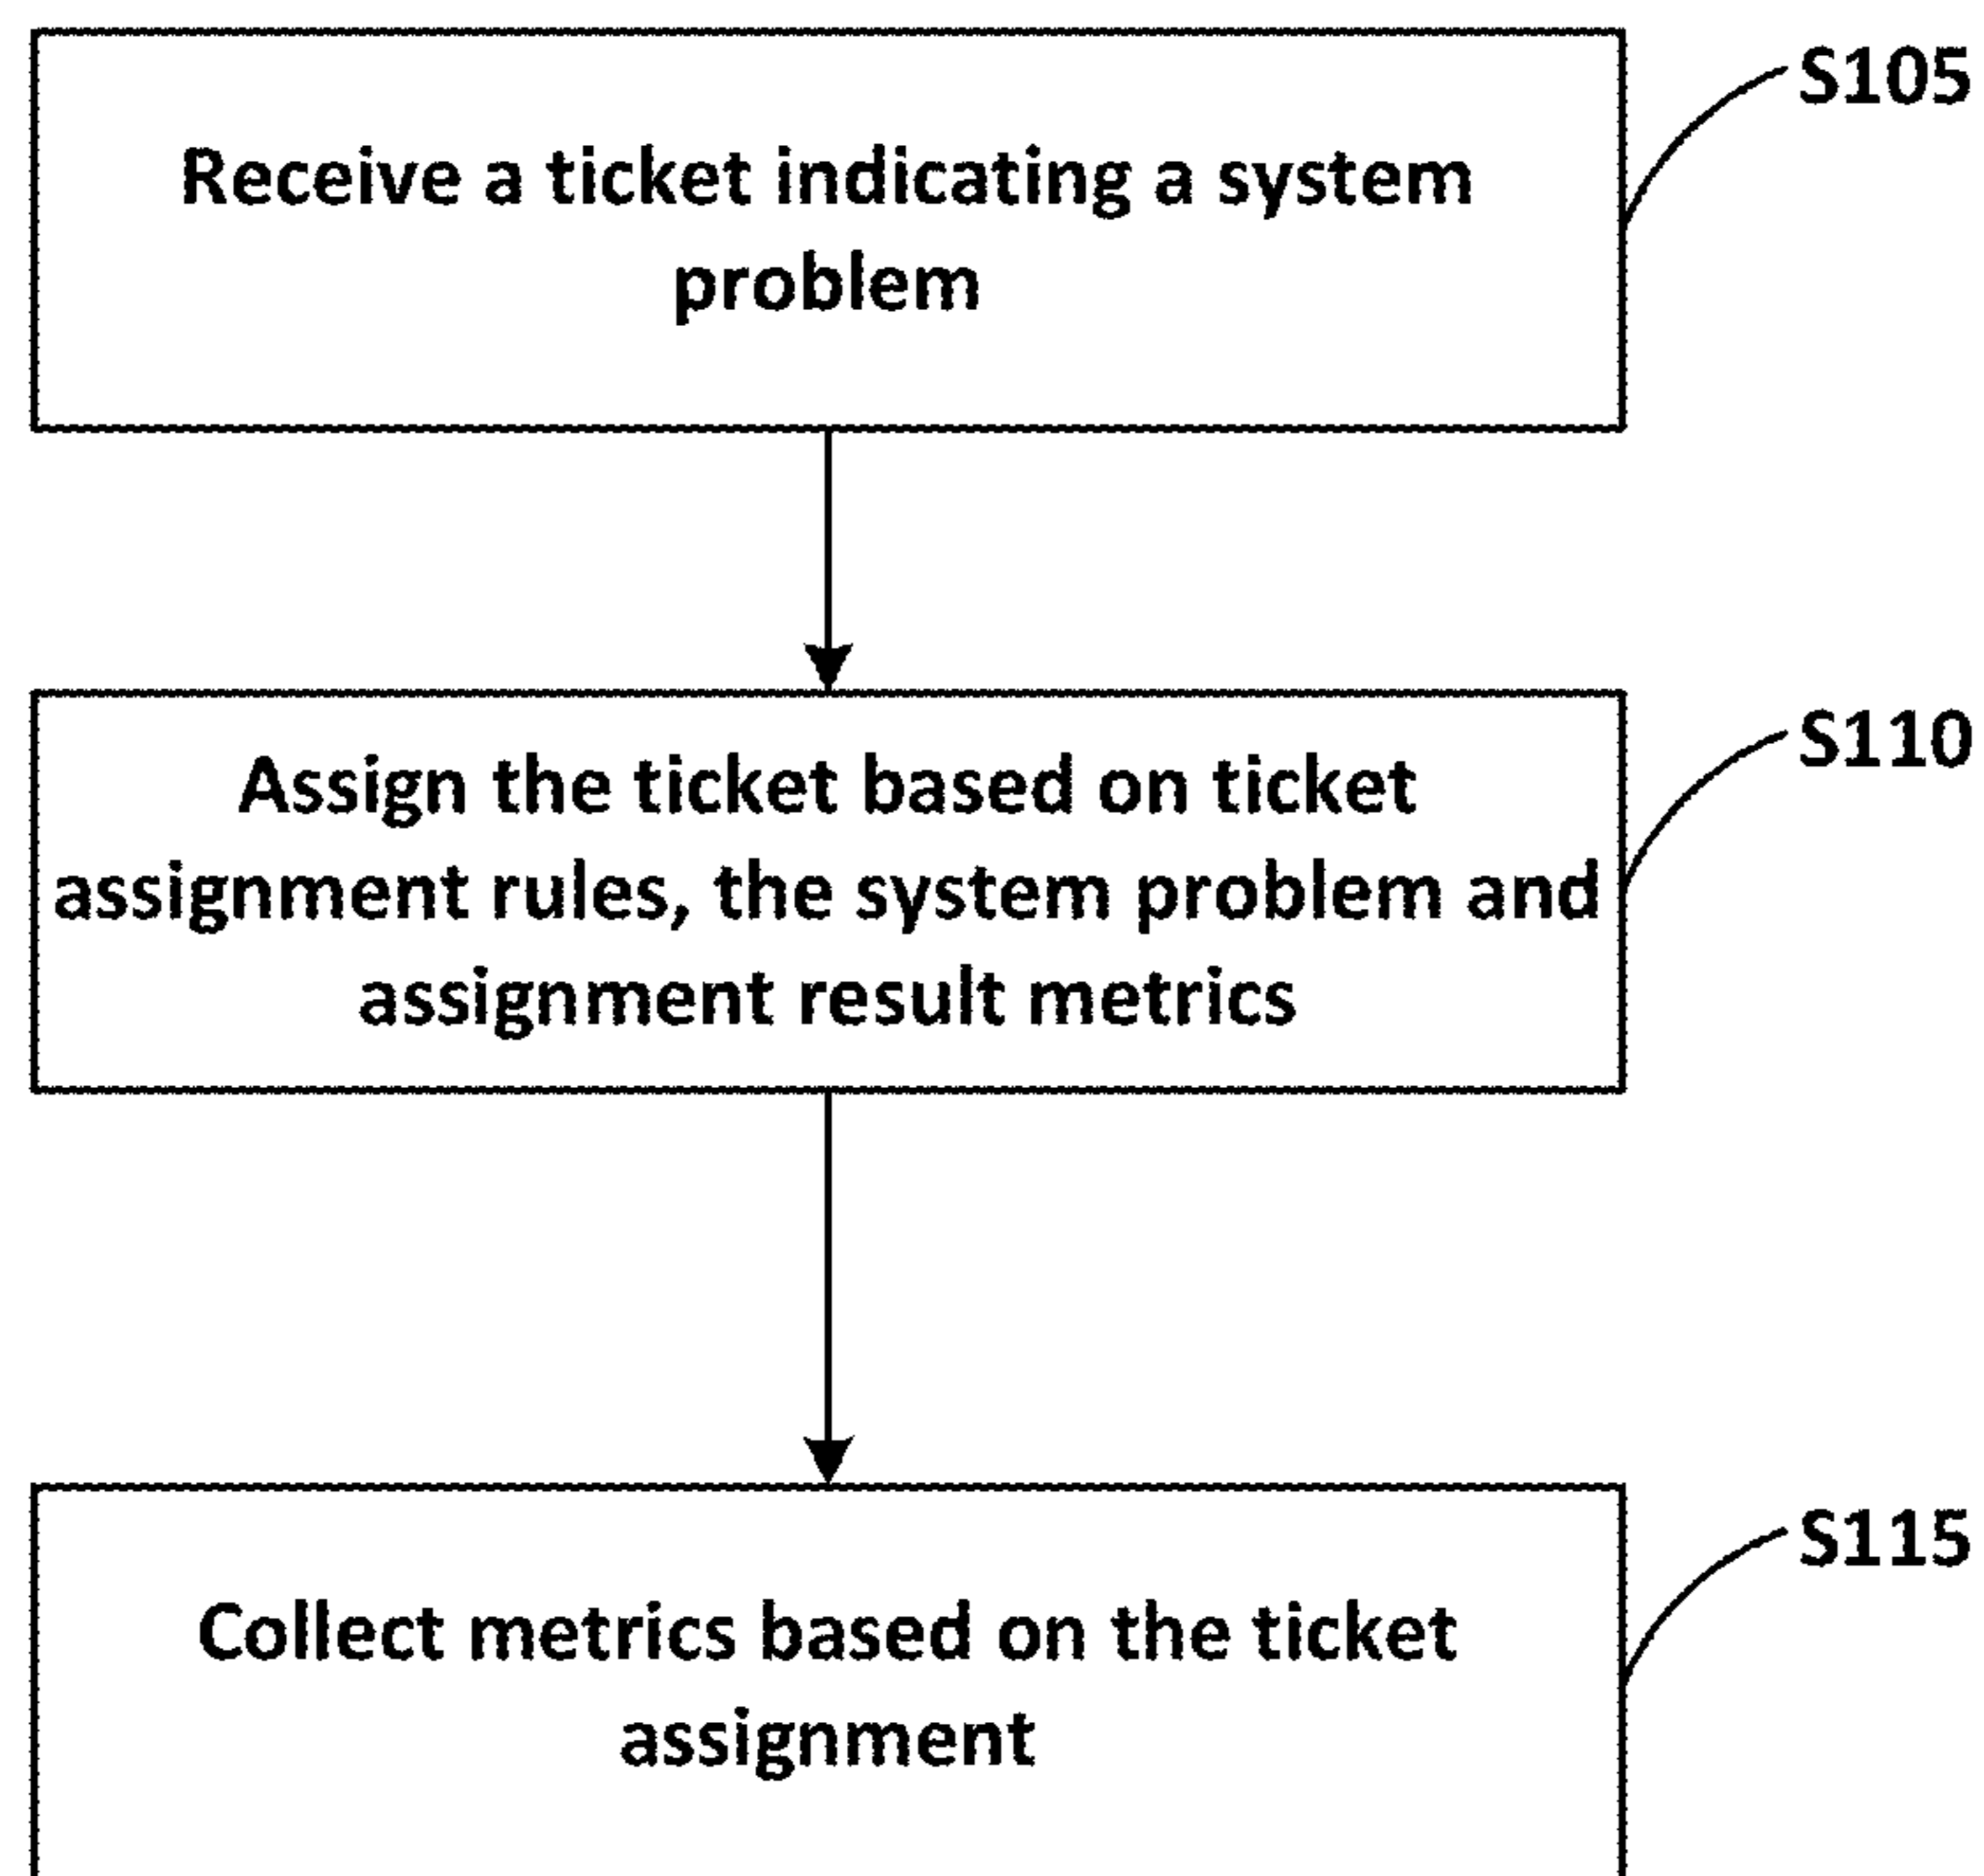 S105
Receive a ticket indicating a system
problem
S110
Assign the ticket based on ticket
assignment rules, the system problem and
assignment result metrics
S115
Collect metrics based on the ticket
assignment